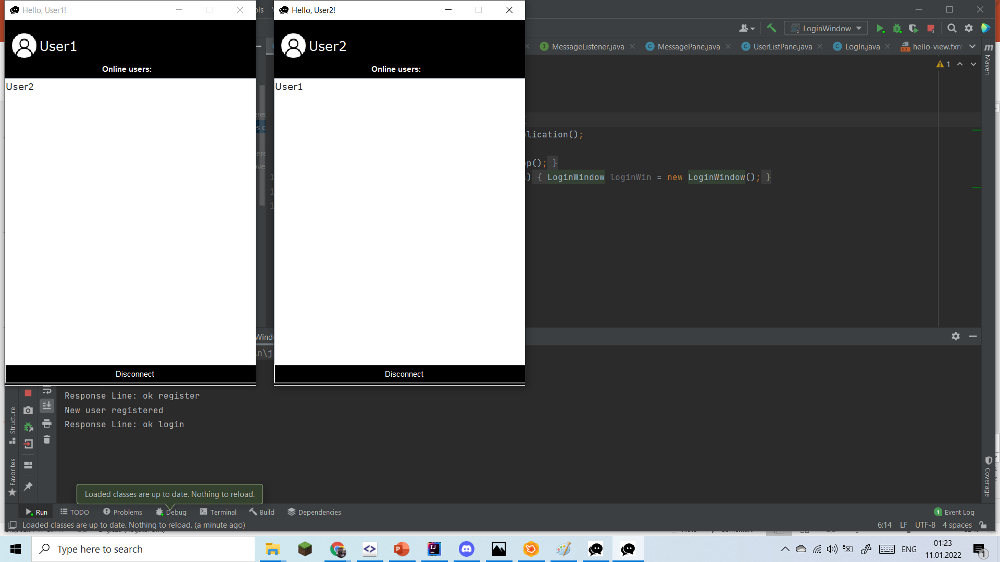 Hello, User1!
User1
Online users:
User2
Disconnect
Hello, User2!
User2
Online users:
User1
Disconnect
LoginWindow
MessageListener.java
MessagePane.java
UserListPane.java
LogIn.java
hello-view.fxm
Maven
1
lication();
op(); }
) { LoginWindow loginWin = new LoginWindow(); }
Response Line: ok register
New user registered
Response Line: ok login
Structure
Favorites
Coverage
Loaded classes are up to date. Nothing to reload.
Run
TODO
Problems
Debug
Terminal
Build
Dependencies
1 Event Log
Loaded classes are up to date. Nothing to reload. (a minute ago)
6:14 LF UTF-8 4 spaces
Type here to search
ENG
01:23
11.01.2022
1